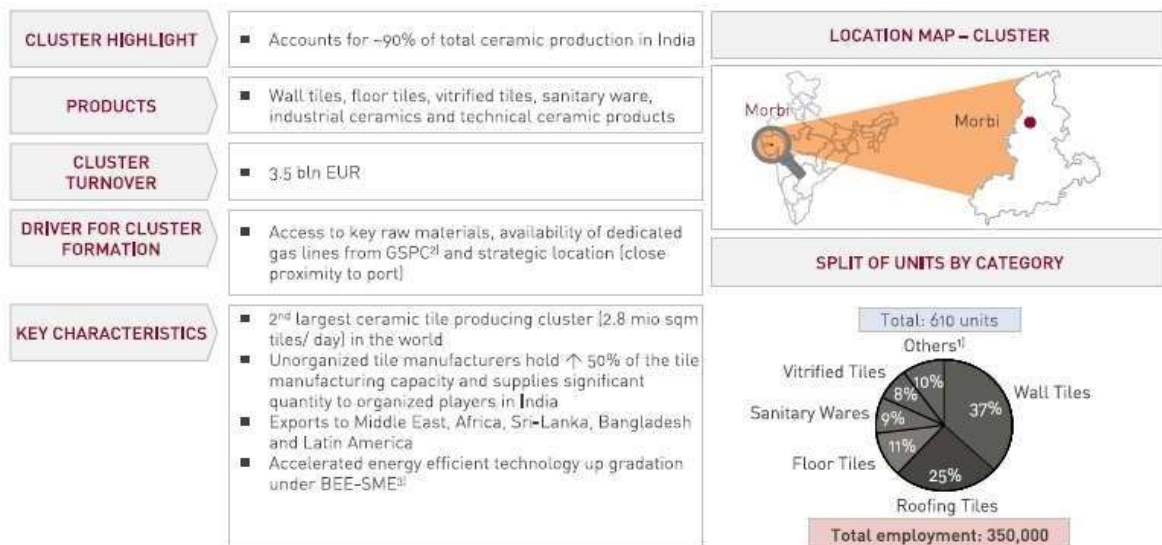 CLUSTER HIGHLIGHT
■ Accounts for ~90% of total ceramic production in India
PRODUCTS
■ Wall tiles, floor tiles, vitrified tiles, sanitary ware,
industrial ceramics and technical ceramic products
CLUSTER
TURNOVER
■ 3.5 bln EUR
DRIVER FOR CLUSTER
FORMATION
■ Access to key raw materials, availability of dedicated
gas lines from GSPC²⁾ and strategic location (close
proximity to port)
KEY CHARACTERISTICS
■ 2nd largest ceramic tile producing cluster (2.8 mio sqm
tiles/ day) in the world
■ Unorganized tile manufacturers hold ↑ 50% of the tile
manufacturing capacity and supplies significant
quantity to organized players in India
■ Exports to Middle East, Africa, Sri-Lanka, Bangladesh
and Latin America
■ Accelerated energy efficient technology up gradation
under BEE-SME³⁾
LOCATION MAP – CLUSTER
Morbi
Morbi
SPLIT OF UNITS BY CATEGORY
Total: 610 units
Others¹⁾
10%
Vitrified Tiles
8%
Wall Tiles
37%
Sanitary Wares
9%
Floor Tiles
11%
25%
Roofing Tiles
Total employment: 350,000